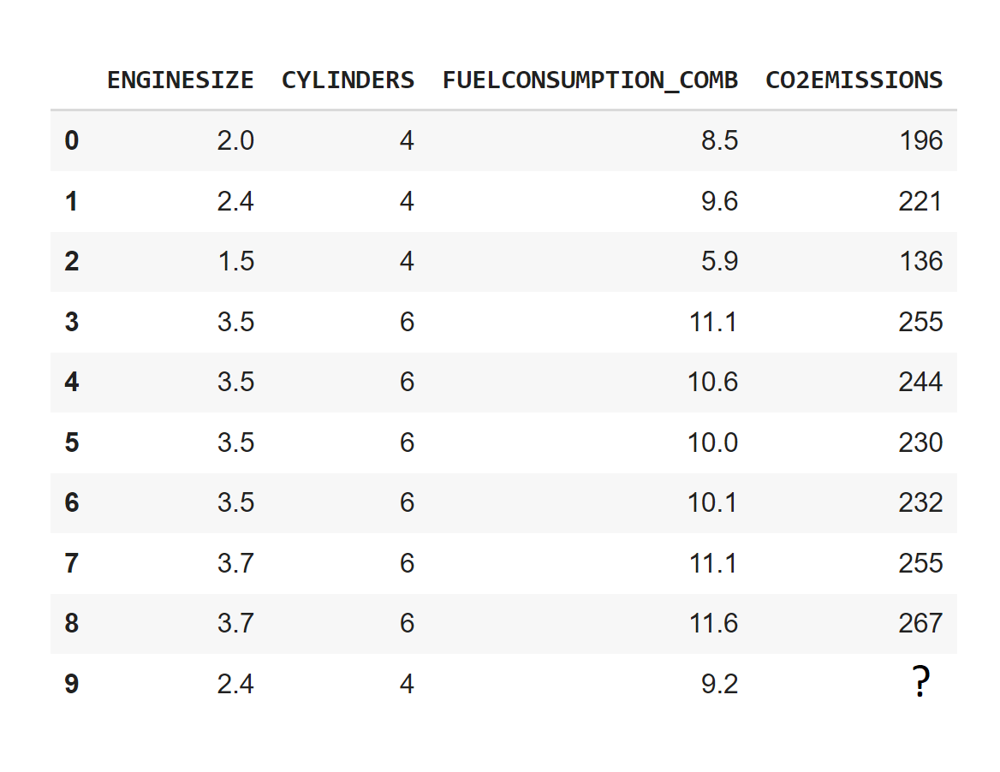 ENGINESIZE CYLINDERS FUELCONSUMPTION_COMB CO2EMISSIONS
0 2.0 4 8.5 196
1 2.4 4 9.6 221
2 1.5 4 5.9 136
3 3.5 6 11.1 255
4 3.5 6 10.6 244
5 3.5 6 10.0 230
6 3.5 6 10.1 232
7 3.7 6 11.1 255
8 3.7 6 11.6 267
9 2.4 4 9.2 ?